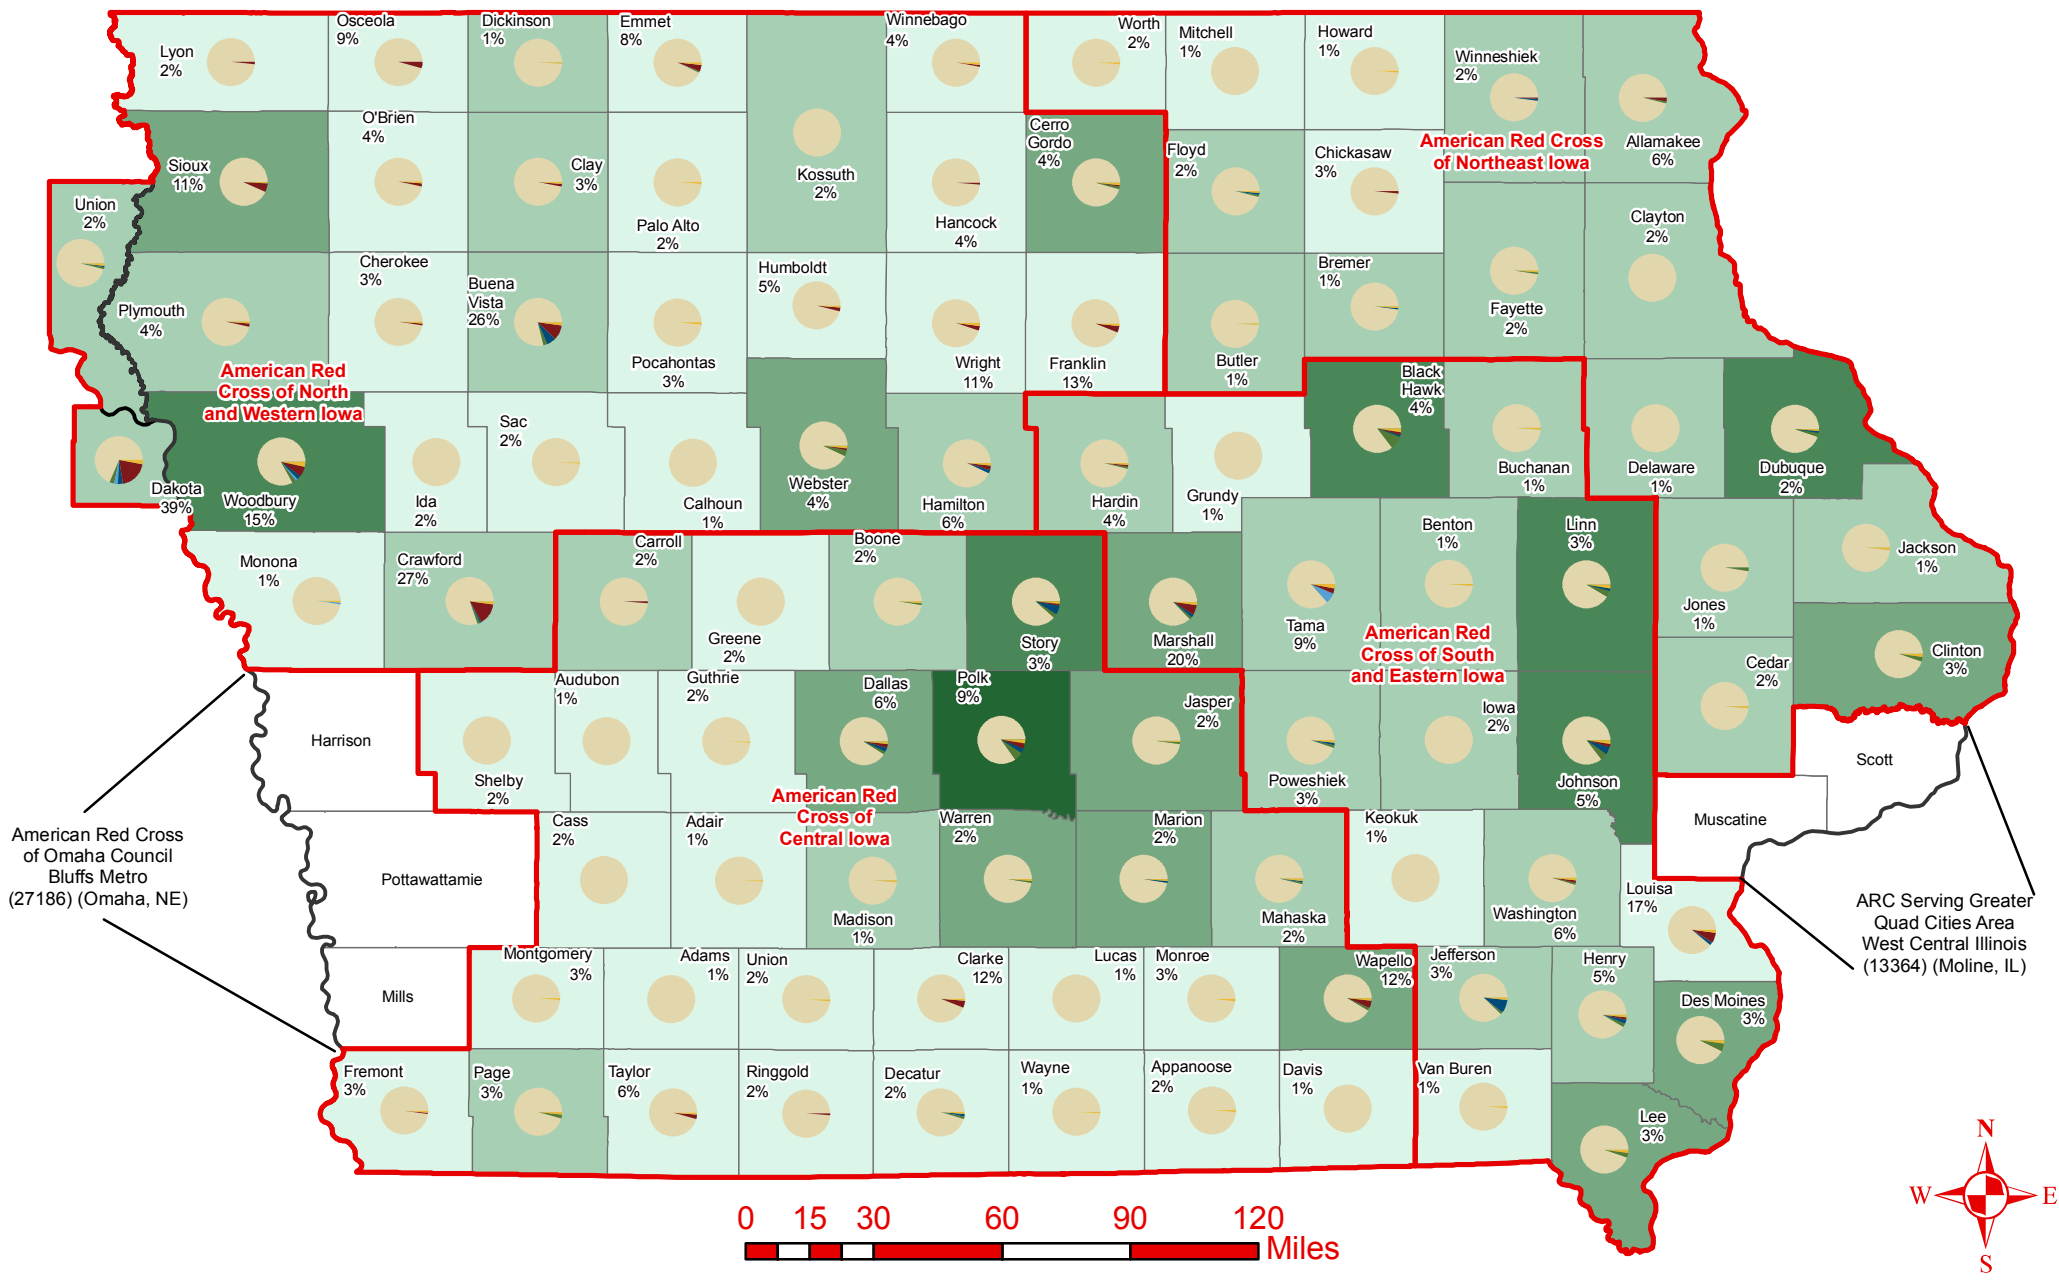 Lyon
2%
Osceola
9%
Dickinson
1%
Emmet
8%
Winnebago
4%
Worth
2%
Mitchell
1%
Howard
1%
Winneshiek
2%
Allamakee
6%
American Red Cross
of Northeast Iowa
Sioux
11%
O'Brien
4%
Clay
3%
Palo Alto
2%
Kossuth
2%
Hancock
4%
Cerro
Gordo
4%
Floyd
2%
Chickasaw
3%
Union
2%
Plymouth
4%
Cherokee
3%
Buena
Vista
26%
Pocahontas
3%
Humboldt
5%
Wright
11%
Franklin
13%
Butler
1%
Bremer
1%
Fayette
2%
Clayton
2%
American Red
Cross of North
and Western Iowa
Dakota
39%
Woodbury
15%
Ida
2%
Sac
2%
Calhoun
1%
Webster
4%
Hamilton
6%
Hardin
4%
Grundy
1%
Black
Hawk
4%
Buchanan
1%
Delaware
1%
Dubuque
2%
Monona
1%
Crawford
27%
Carroll
2%
Greene
2%
Boone
2%
Story
3%
Marshall
20%
Tama
9%
Benton
1%
Linn
3%
Jones
1%
Jackson
1%
Clinton
3%
Cedar
2%
American Red
Cross of South
and Eastern Iowa
Harrison
Shelby
2%
Audubon
1%
Guthrie
2%
Dallas
6%
Polk
9%
Jasper
2%
Poweshiek
3%
Iowa
2%
Johnson
5%
Scott
Muscatine
American Red
Cross of
Central Iowa
American Red Cross
of Omaha Council
Bluffs Metro
(27186) (Omaha, NE)
Pottawattamie
Cass
2%
Adair
1%
Madison
1%
Warren
2%
Marion
2%
Mahaska
2%
Keokuk
1%
Washington
6%
Louisa
17%
ARC Serving Greater
Quad Cities Area
West Central Illinois
(13364) (Moline, IL)
Mills
Montgomery
3%
Adams
1%
Union
2%
Clarke
12%
Lucas
1%
Monroe
3%
Wapello
12%
Jefferson
3%
Henry
5%
Des Moines
3%
Fremont
3%
Page
3%
Taylor
6%
Ringgold
2%
Decatur
2%
Wayne
1%
Appanoose
2%
Davis
1%
Van Buren
1%
Lee
3%
N
W E
S
0 15 30 60 90 120
Miles